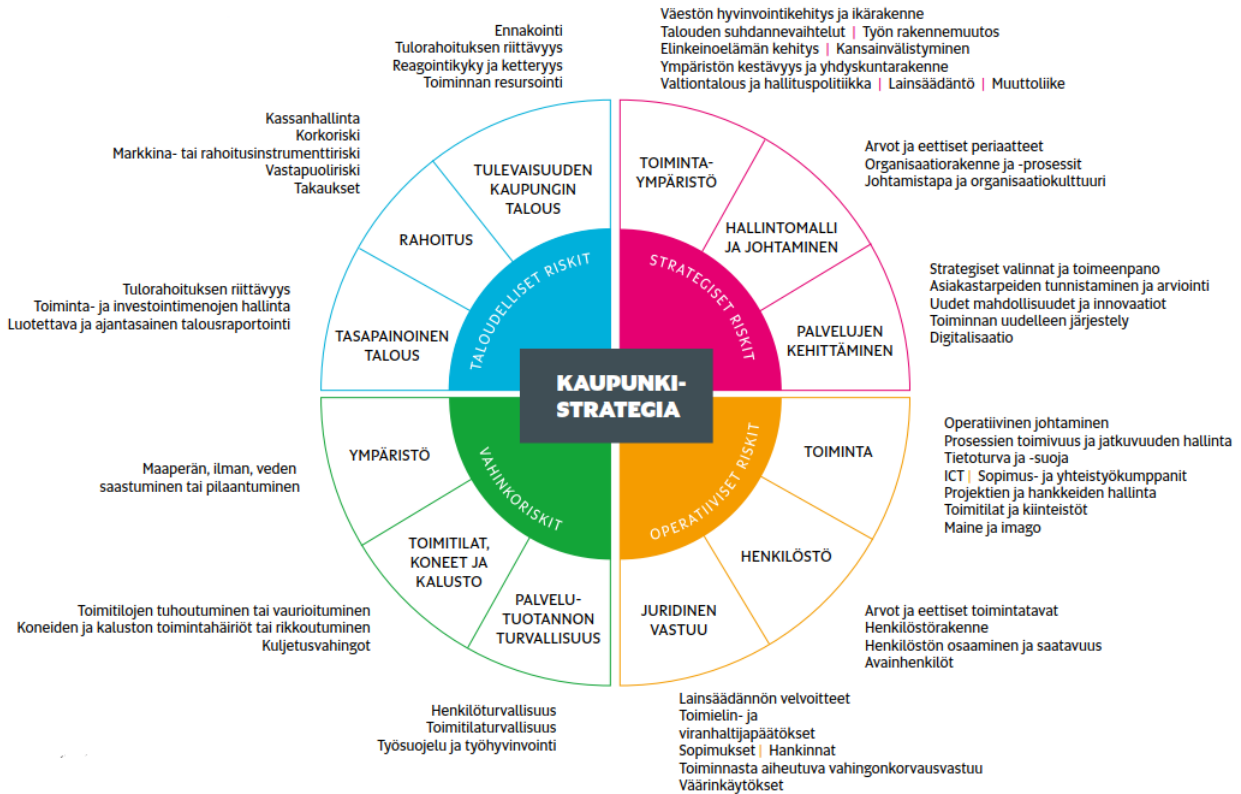 Ennakointi
Tulorahoituksen riittävyys
Reagointikyky ja ketteryys
Toiminnan resursointi
Väestön hyvinvointikehitys ja ikärakenne
Talouden suhdannevaihtelut | Työn rakennemuutos
Elinkeinoelämän kehitys | Kansainvälistyminen
Ympäristön kestävyys ja yhdyskuntarakenne
Valtiontalous ja hallituspolitiikka | Lainsäädäntö | Muuttoliike
Kassanhallinta
Korkoriski
Markkina- tai rahoitusinstrumenttiriski
Vastapuoliriski
Takaukset
Arvot ja eettiset periaatteet
Organisaatiorakenne ja -prosessit
Johtamistapa ja organisaatiokulttuuri
TULEVAISUUDEN
KAUPUNGIN
TALOUS
TOIMINTA-
YMPÄRISTÖ
RAHOITUS
HALLINTOMALLI
JA JOHTAMINEN
Tulorahoituksen riittävyys
Toiminta- ja investointimenojen hallinta
Luotettava ja ajantasainen talousraportointi
TASAPAINOINEN
TALOUS
TALOUDELLISET RISKIT
STRATEGISET RISKIT
PALVELUJEN
KEHITTÄMINEN
Strategiset valinnat ja toimeenpano
Asiakastarpeiden tunnistaminen ja arviointi
Uudet mahdollisuudet ja innovaatiot
Toiminnan uudelleen järjestely
Digitalisaatio
KAUPUNKI-
STRATEGIA
Maaperän, ilman, veden
saastuminen tai pilaantuminen
YMPÄRISTÖ
VAHINKORISKIT
OPERATIIVISET RISKIT
TOIMINTA
Operatiivinen johtaminen
Prosessien toimivuus ja jatkuvuuden hallinta
Tietoturva ja -suoja
ICT | Sopimus- ja yhteistyökumppanit
Projektien ja hankkeiden hallinta
Toimitilat ja kiinteistöt
Maine ja imago
TOIMITILAT,
KONEET JA
KALUSTO
HENKILÖSTÖ
PALVELU-
TUOTANNON
TURVALLISUUS
JURIDINEN
VASTUU
Toimitilojen tuhoutuminen tai vaurioituminen
Koneiden ja kaluston toimintahäiriöt tai rikkoutuminen
Kuljetusvahingot
Arvot ja eettiset toimintatavat
Henkilöstörakenne
Henkilöstön osaaminen ja saatavuus
Avainhenkilöt
Henkilöturvallisuus
Toimitilaturvallisuus
Työsuojelu ja työhyvinvointi
Lainsäädännön velvoitteet
Toimielin- ja
viranhaltijapäätökset
Sopimukset | Hankinnat
Toiminnasta aiheutuva vahingonkorvausvastuu
Väärinkäytökset